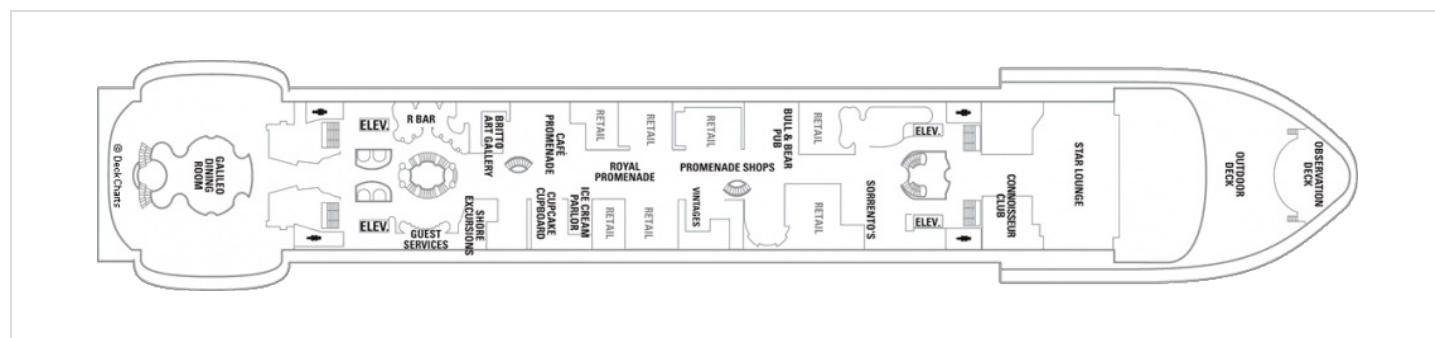 © Deck Charts
GALILEO
DINING
ROOM
ELEV.
ELEV.
R BAR
GUEST
SERVICES
BRITTO
ART GALLERY
SHORE
EXCURSIONS
CAFÉ
PROMENADE
CUPCAKE
CUPBOARD
ICE CREAM
PARLOR
RETAIL
RETAIL
RETAIL
RETAIL
ROYAL
PROMENADE
RETAIL
PROMENADE SHOPS
VINTAGES
BULL & BEAR
PUB
RETAIL
RETAIL
SORRENTO'S
ELEV.
ELEV.
CONNOISSEUR
CLUB
STAR LOUNGE
OUTDOOR
DECK
OBSERVATION
DECK